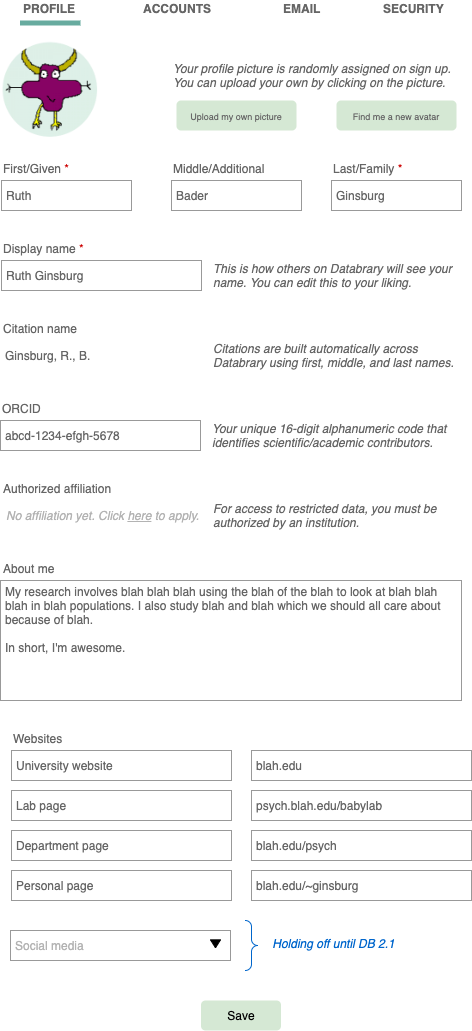 PROFILE ACCOUNTS EMAIL SECURITY
Your profile picture is randomly assigned on sign up.
You can upload your own by clicking on the picture.
Upload my own picture Find me a new avatar
First/Given * Middle/Additional Last/Family *
Ruth Bader Ginsburg
Display name *
Ruth Ginsburg
This is how others on Databrary will see your
name. You can edit this to your liking.
Citation name
Ginsburg, R., B.
Citations are built automatically across
Databrary using first, middle, and last names.
ORCID
abcd-1234-efgh-5678
Your unique 16-digit alphanumeric code that
identifies scientific/academic contributors.
Authorized affiliation
No affiliation yet. Click here to apply.
For access to restricted data, you must be
authorized by an institution.
About me
My research involves blah blah blah using the blah of the blah to look at blah blah
blah in blah populations. I also study blah and blah which we should all care about
because of blah.
In short, I'm awesome.
Websites
University website blah.edu
Lab page psych.blah.edu/babylab
Department page blah.edu/psych
Personal page blah.edu/~ginsburg
Social media Holding off until DB 2.1
Save